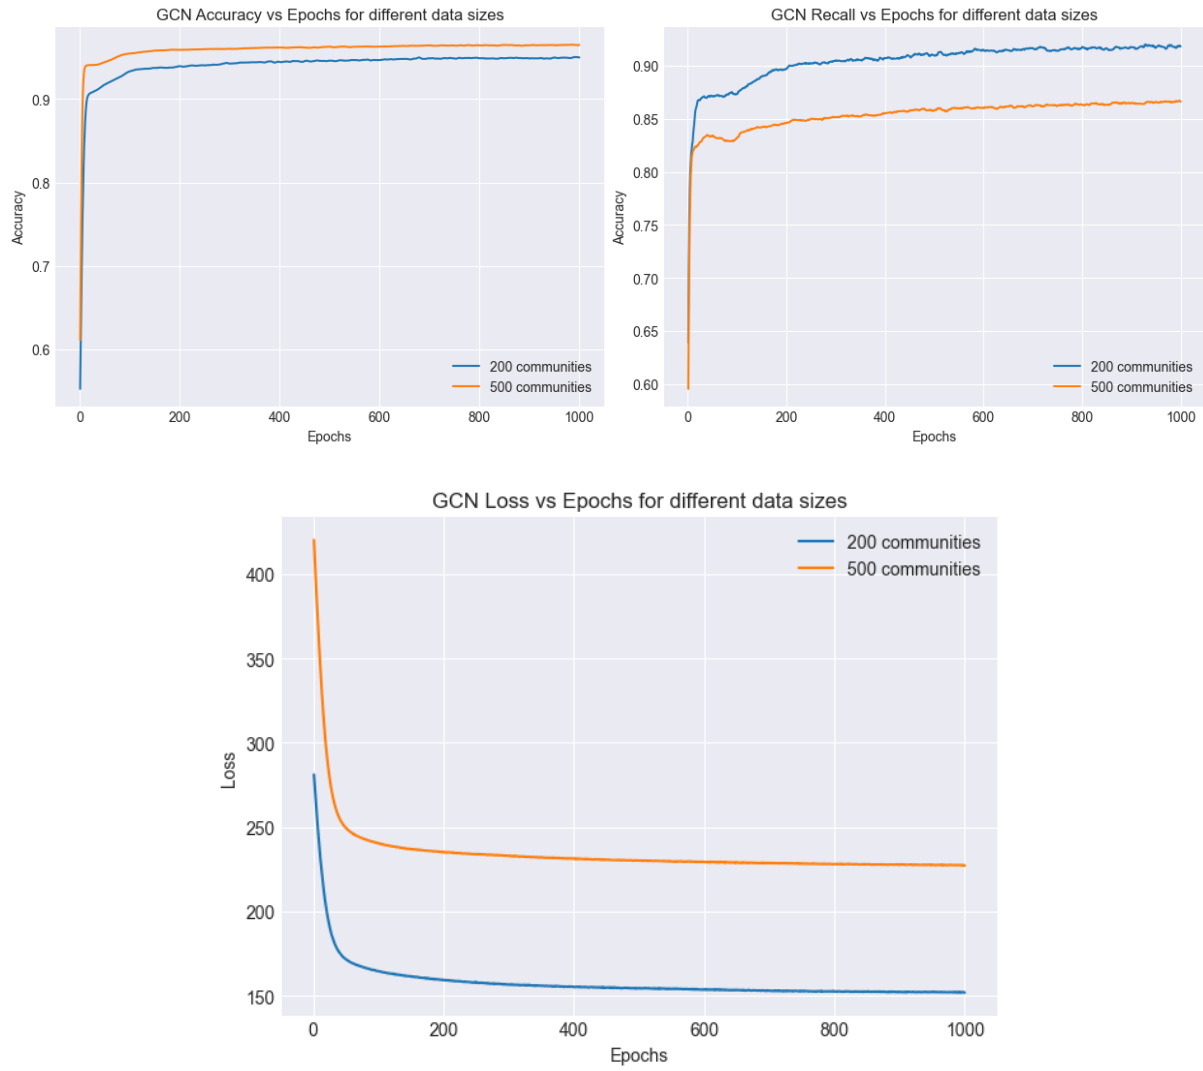 GCN Accuracy vs Epochs for different data sizes
Accuracy
0.9
0.8
0.7
0.6
200 communities
500 communities
0 200 400 600 800 1000
Epochs
GCN Recall vs Epochs for different data sizes
Accuracy
0.90
0.85
0.80
0.75
0.70
0.65
0.60
200 communities
500 communities
0 200 400 600 800 1000
Epochs
GCN Loss vs Epochs for different data sizes
Loss
400
350
300
250
200
150
200 communities
500 communities
0 200 400 600 800 1000
Epochs